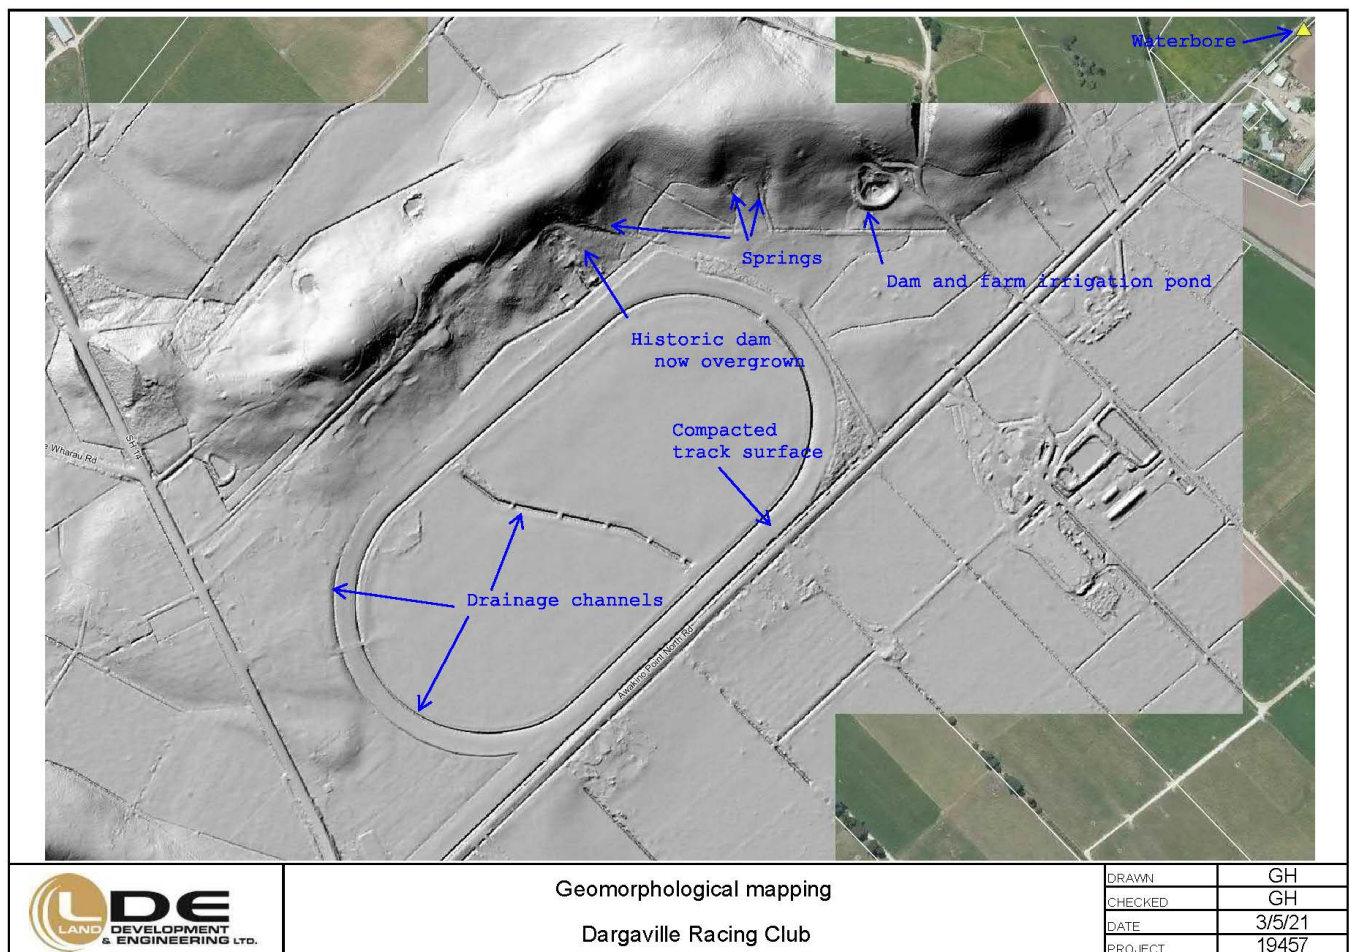 Waterbore
Springs
Dam and farm irrigation pond
Historic dam
now overgrown
Compacted
track surface
SH 14
Wharau Rd
Drainage channels
Awakino Point North Rd
LDE
LAND DEVELOPMENT
& ENGINEERING LTD.
Geomorphological mapping
Dargaville Racing Club
DRAWN GH
CHECKED GH
DATE 3/5/21
PROJECT 19457